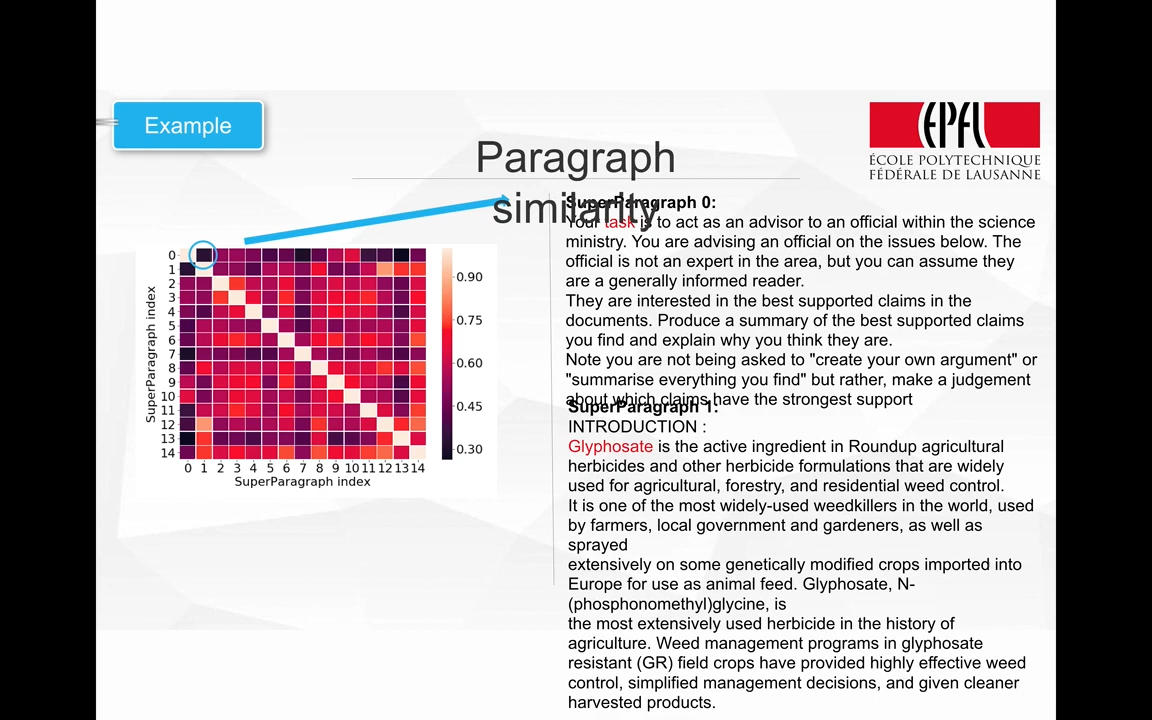 Example
EPFL
ÉCOLE POLYTECHNIQUE
FÉDÉRALE DE LAUSANNE
Paragraph
similarity
0
1
2
3
4
5
6
7
8
9
10
11
12
13
14
SuperParagraph index
0 1 2 3 4 5 6 7 8 9 10 11 12 13 14
SuperParagraph index
0.90
0.75
0.60
0.45
0.30
SuperParagraph 0:
Your task is to act as an advisor to an official within the science
ministry. You are advising an official on the issues below. The
official is not an expert in the area, but you can assume they
are a generally informed reader.
They are interested in the best supported claims in the
documents. Produce a summary of the best supported claims
you find and explain why you think they are.
Note you are not being asked to "create your own argument" or
"summarise everything you find" but rather, make a judgement
about which claims have the strongest support
SuperParagraph 1:
INTRODUCTION :
Glyphosate is the active ingredient in Roundup agricultural
herbicides and other herbicide formulations that are widely
used for agricultural, forestry, and residential weed control.
It is one of the most widely-used weedkillers in the world, used
by farmers, local government and gardeners, as well as
sprayed
extensively on some genetically modified crops imported into
Europe for use as animal feed. Glyphosate, N-
(phosphonomethyl)glycine, is
the most extensively used herbicide in the history of
agriculture. Weed management programs in glyphosate
resistant (GR) field crops have provided highly effective weed
control, simplified management decisions, and given cleaner
harvested products.